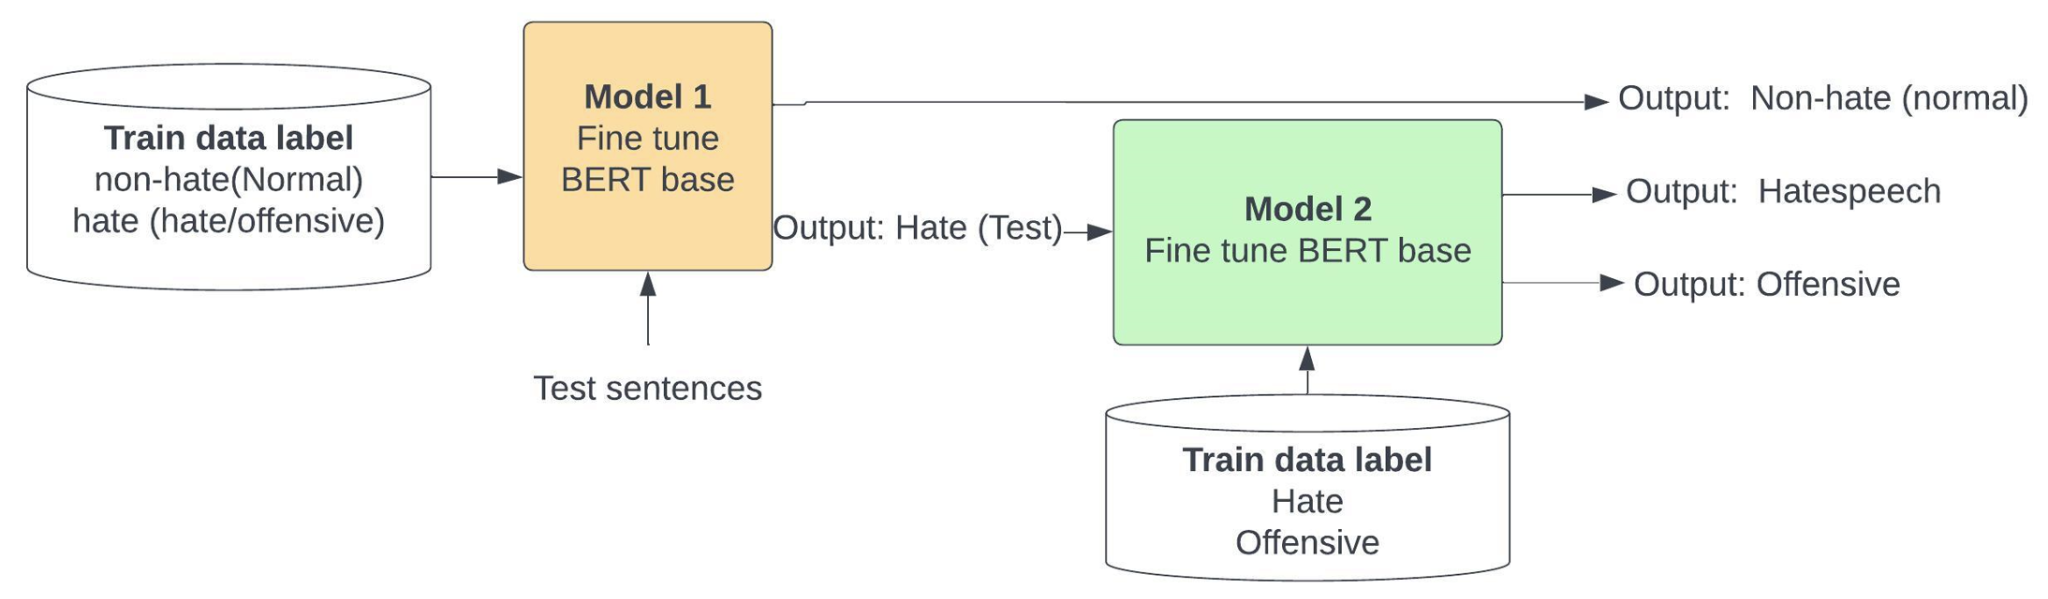 Train data label
non-hate(Normal)
hate (hate/offensive)
Model 1
Fine tune
BERT base
Test sentences
Output: Hate (Test)
Model 2
Fine tune BERT base
Train data label
Hate
Offensive
Output:  Non-hate (normal)
Output:  Hatespeech
Output: Offensive